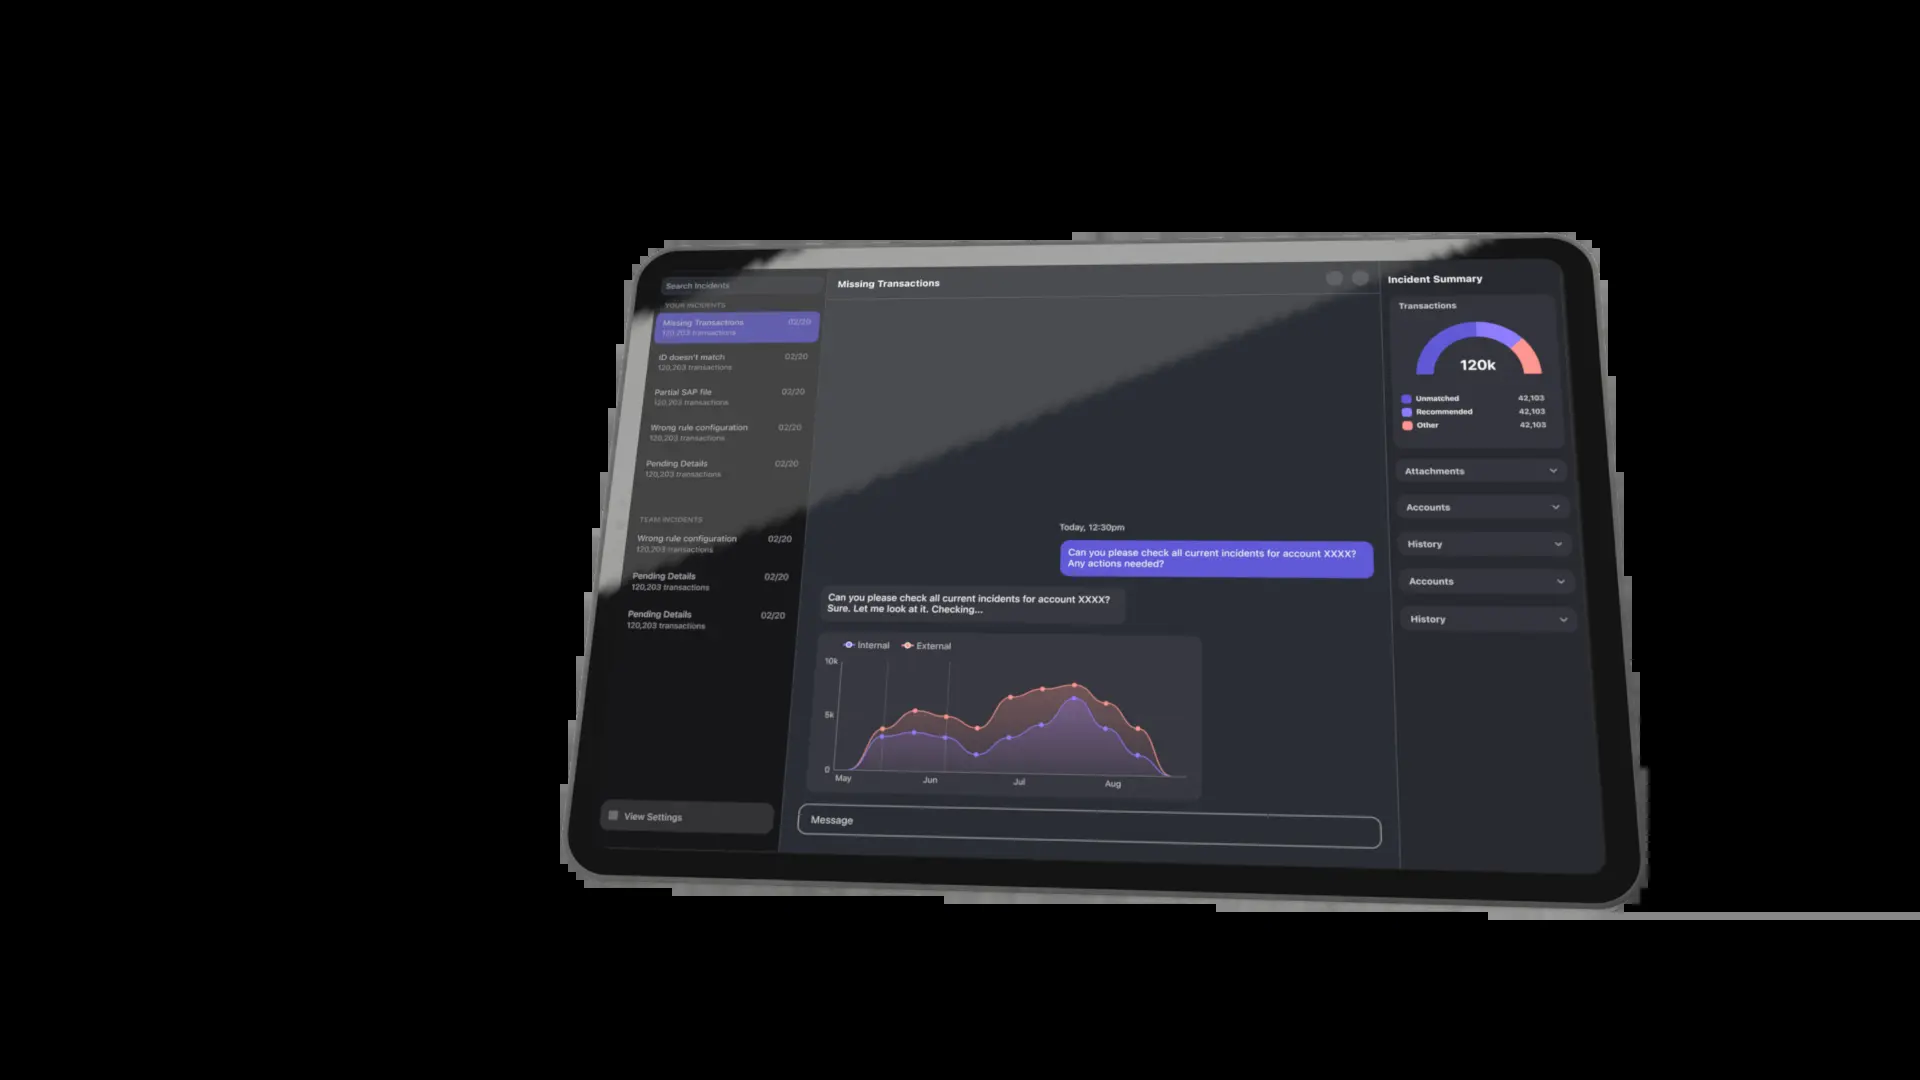 Search Incidents
YOUR INCIDENTS
Missing Transactions 02/20
120,203 transactions
ID doesn't match 02/20
120,203 transactions
Partial SAP file 02/20
120,203 transactions
Wrong rule configuration 02/20
120,203 transactions
Pending Details 02/20
120,203 transactions
TEAM INCIDENTS
Wrong rule configuration 02/20
120,203 transactions
Pending Details 02/20
120,203 transactions
Pending Details 02/20
120,203 transactions
View Settings
Missing Transactions
Today, 12:30pm
Can you please check all current incidents for account XXXX?
Any actions needed?
Can you please check all current incidents for account XXXX?
Sure. Let me look at it. Checking...
Internal External
10k
5k
0
May Jun Jul Aug
Message
Incident Summary
Transactions
120k
Unmatched 42,103
Recommended 42,103
Other 42,103
Attachments
Accounts
History
Accounts
History